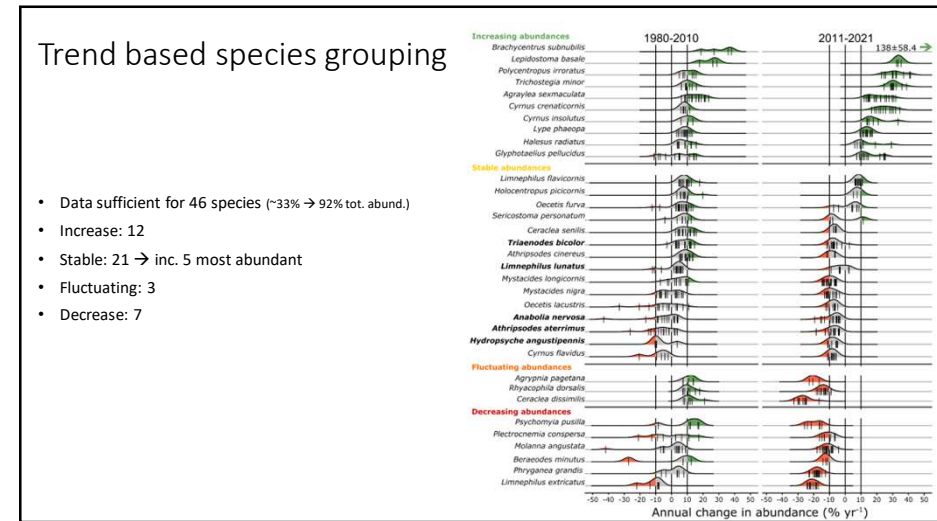 Trend based species grouping
• Data sufficient for 46 species (~33% → 92% tot. abund.)
• Increase: 12
• Stable: 21 → inc. 5 most abundant
• Fluctuating: 3
• Decrease: 7
1980-2010
2011-2021
138±58,4
Increasing abundances
Brachycentrus subnubilis
Lepidostoma basale
Polycentropus irroratus
Trichostegia minor
Agraylea sexmaculata
Cyrnus crenaticornis
Cyrnus insolutus
Lype phaeopa
Halesus radiatus
Glyphotaelius pellucidus
Stable abundances
Limnephilus flavicornis
Holocentropus picicornis
Oecetis furva
Sericostoma personatum
Ceraclea senilis
Triaenodes bicolor
Athripsodes cinereus
Limnephilus lunatus
Mystacides longicornis
Mystacides nigra
Oecetis lacustris
Anabolia nervosa
Athripsodes aterrimus
Hydropsyche angustipennis
Cyrnus flavidus
Fluctuating abundances
Agrypnia pagetana
Rhyacophila dorsalis
Ceraclea dissimilis
Decreasing abundances
Psychomyia pusilla
Plectrocnemia conspersa
Molanna angustata
Beraeodes minutus
Phryganea grandis
Limnephilus extricatus
-50 -40 -30 -20 -10 0 10 20 30 40 50 -50 -40 -30 -20 -10 0 10 20 30 40 50
Annual change in abundance (% yr⁻¹)